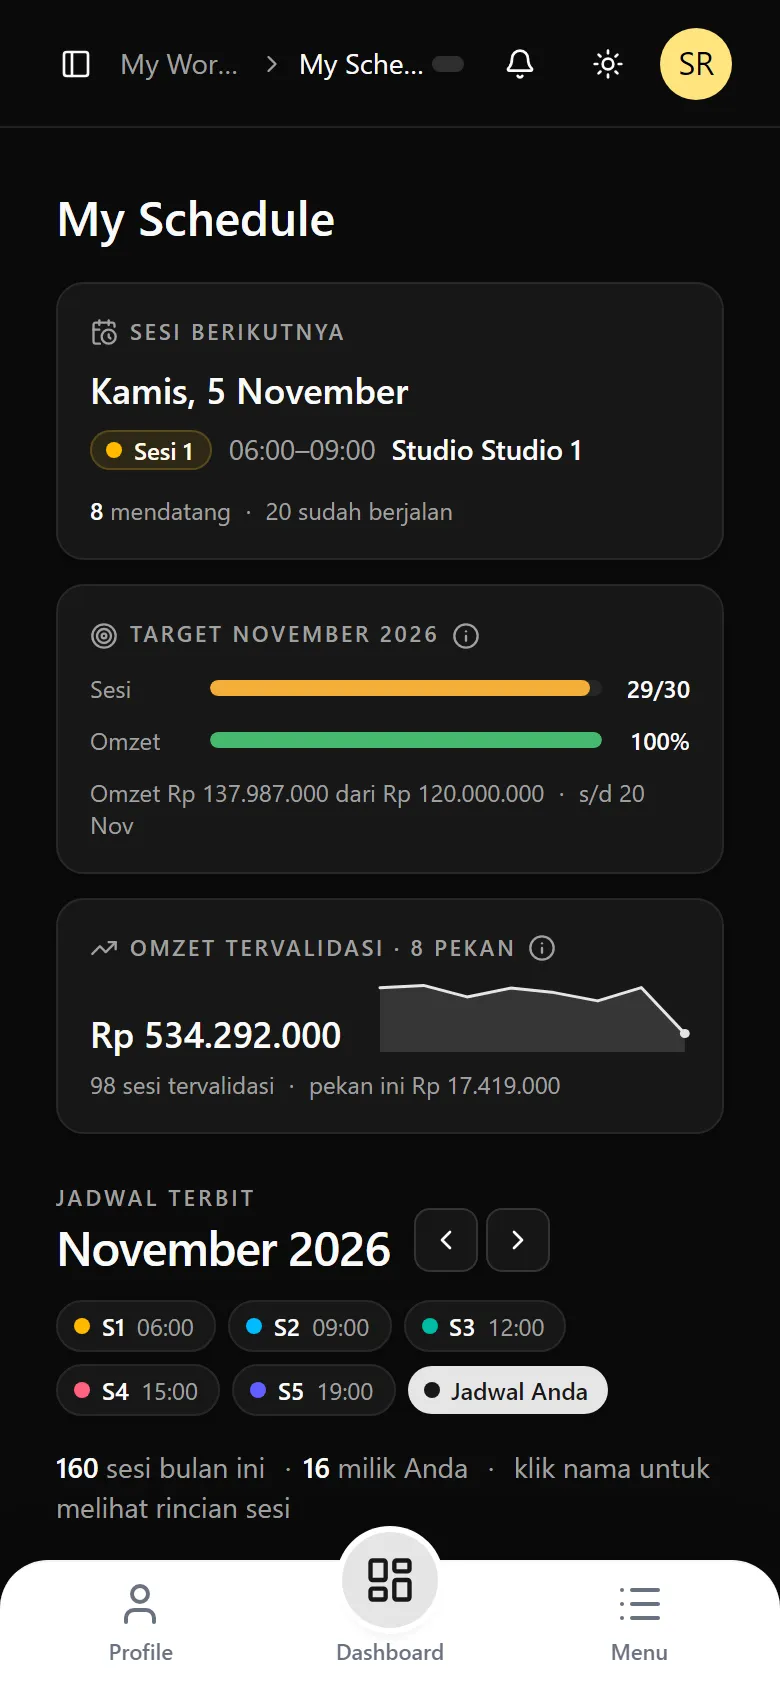 My Wor... > My Sche... SR
My Schedule
SESI BERIKUTNYA
Kamis, 5 November
Sesi 1 06:00–09:00 Studio Studio 1
8 mendatang · 20 sudah berjalan
TARGET NOVEMBER 2026
Sesi 29/30
Omzet 100%
Omzet Rp 137.987.000 dari Rp 120.000.000 · s/d 20
Nov
OMZET TERVALIDASI · 8 PEKAN
Rp 534.292.000
98 sesi tervalidasi · pekan ini Rp 17.419.000
JADWAL TERBIT
November 2026
S1 06:00 S2 09:00 S3 12:00
S4 15:00 S5 19:00 Jadwal Anda
160 sesi bulan ini · 16 milik Anda · klik nama untuk
melihat rincian sesi
Profile Dashboard Menu